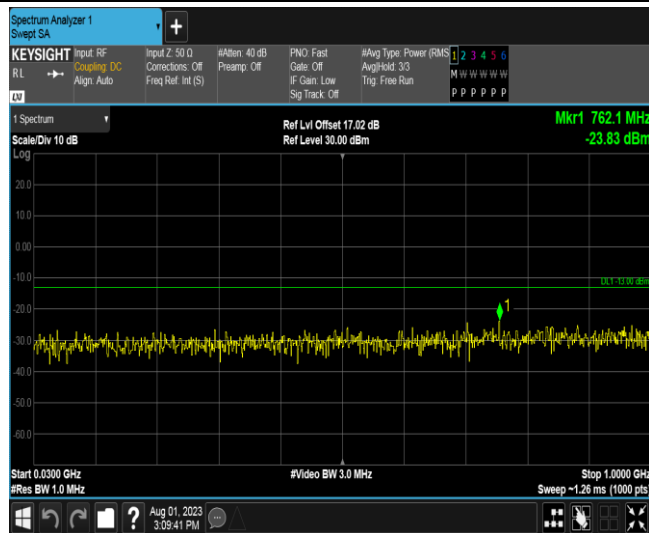 Spectrum Analyzer 1
Swept SA
+
KEYSIGHT
RL
LXI
Input: RF
Coupling: DC
Align: Auto
Input Z: 50 Ω
Corrections: Off
Freq Ref: Int (S)
#Atten: 40 dB
Preamp: Off
PNO: Fast
Gate: Off
IF Gain: Low
Sig Track: Off
#Avg Type: Power (RMS
Avg|Hold: 3/3
Trig: Free Run
1 2 3 4 5 6
M W W W W W
P P P P P P
1 Spectrum
Scale/Div 10 dB
Log
Ref Lvl Offset 17.02 dB
Ref Level 30.00 dBm
Mkr1 762.1 MHz
-23.83 dBm
20.0
10.0
0.00
-10.0
DL1 -13.00 dBm
-20.0
1
-30.0
-40.0
-50.0
-60.0
Start 0.0300 GHz
#Res BW 1.0 MHz
#Video BW 3.0 MHz
Stop 1.0000 GHz
Sweep ~1.26 ms (1000 pts)
?
Aug 01, 2023
3:09:41 PM